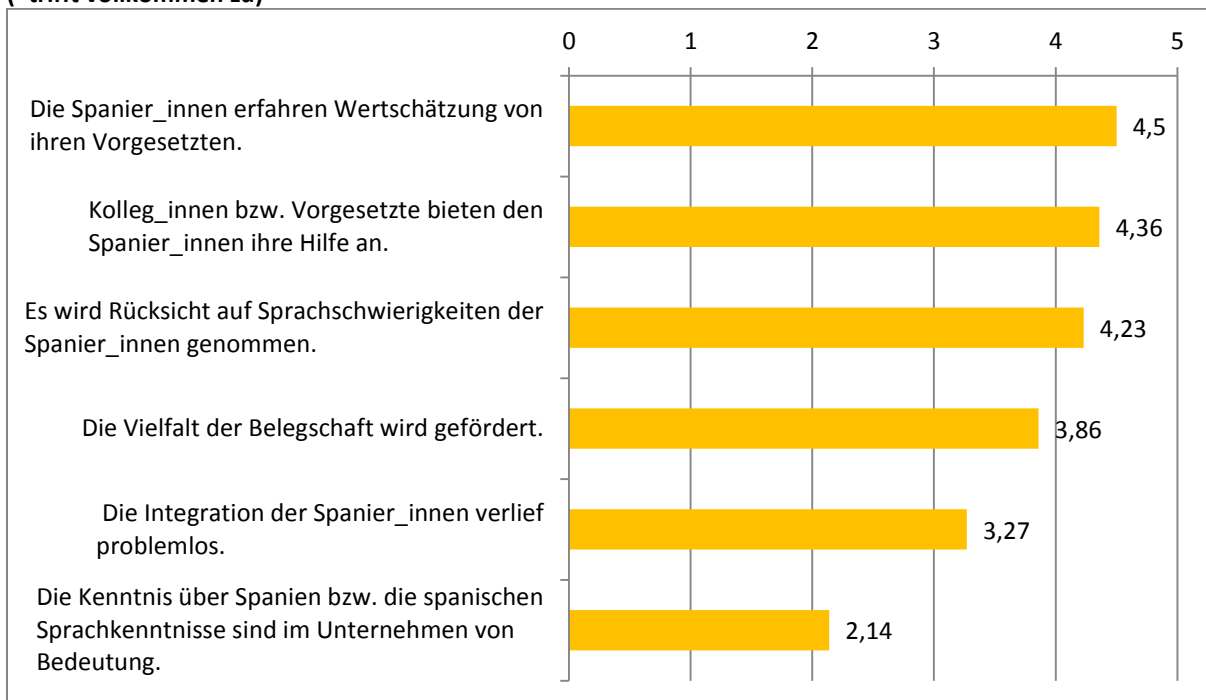 0 1 2 3 4 5
Die Spanier_innen erfahren Wertschätzung von
ihren Vorgesetzten.
4,5
Kolleg_innen bzw. Vorgesetzte bieten den
Spanier_innen ihre Hilfe an.
4,36
Es wird Rücksicht auf Sprachschwierigkeiten der
Spanier_innen genommen.
4,23
Die Vielfalt der Belegschaft wird gefördert.
3,86
Die Integration der Spanier_innen verlief
problemlos.
3,27
Die Kenntnis über Spanien bzw. die spanischen
Sprachkenntnisse sind im Unternehmen von
Bedeutung.
2,14